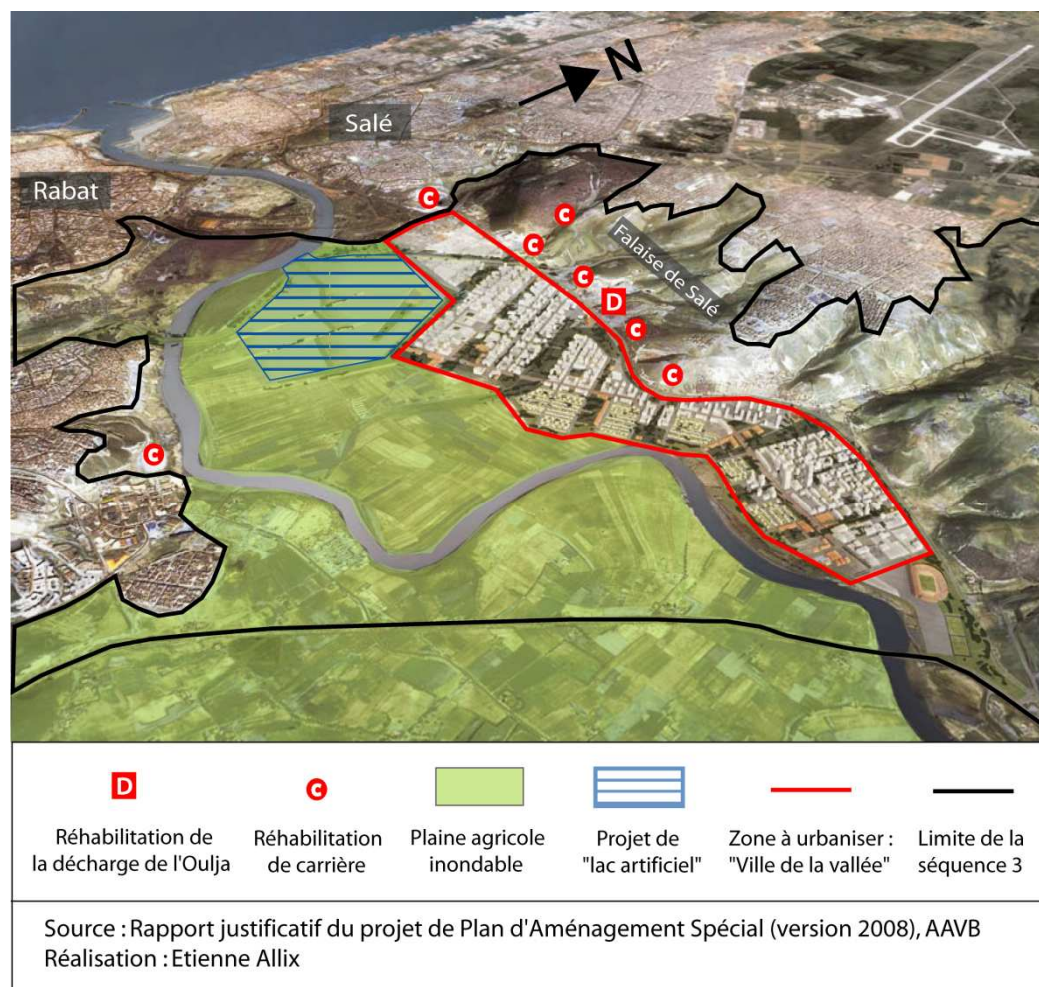 N
Salé
Rabat
C
C
C
Falaise de Salé
C
D
C
C
C
D
C
Réhabilitation de
la décharge de l'Oulja
Réhabilitation
de carrière
Plaine agricole
inondable
Projet de
"lac artificiel"
Zone à urbaniser :
"Ville de la vallée"
Limite de la
séquence 3
Source : Rapport justificatif du projet de Plan d'Aménagement Spécial (version 2008), AAVB
Réalisation : Etienne Allix